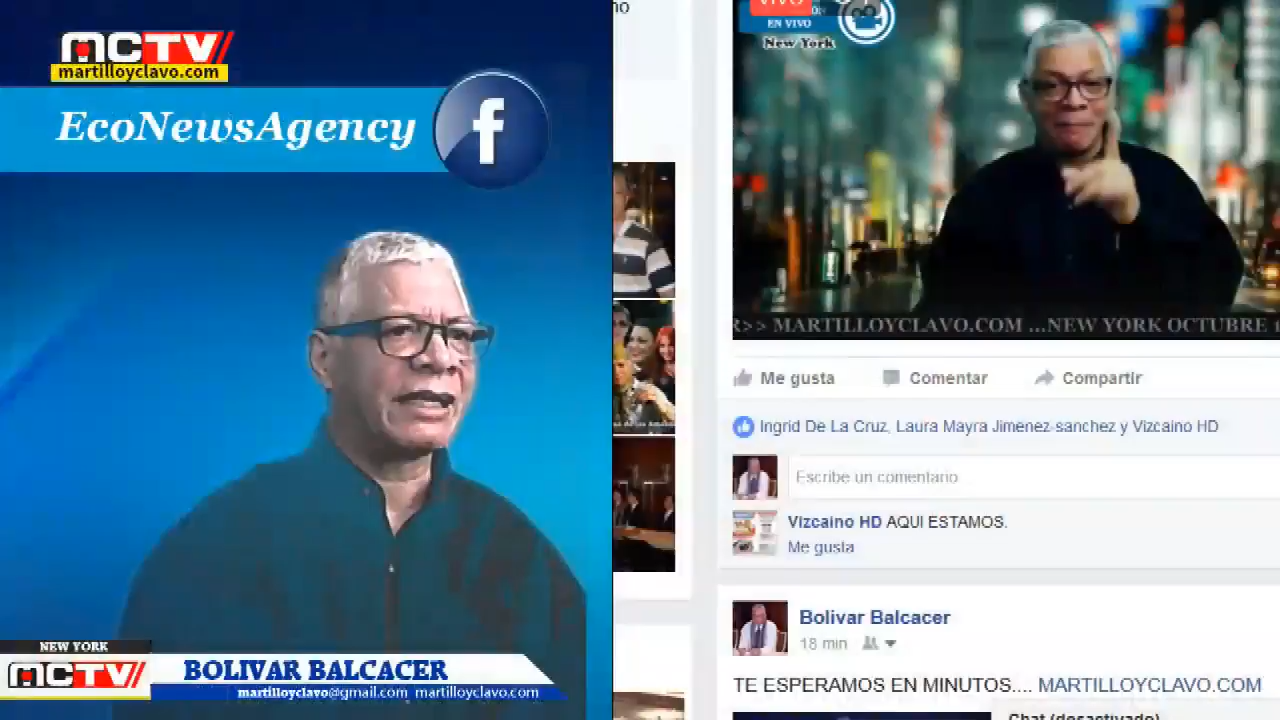 MCTV
martilloyclavo.com
EcoNewsAgency
f
NEW YORK
MCTV
BOLIVAR BALCACER
martilloyclavo@gmail.com martilloyclavo.com
VIVO
EN VIVO
New York
R>> MARTILLOYCLAVO.COM ...NEW YORK OCTUBRE
Me gusta Comentar Compartir
Ingrid De La Cruz, Laura Mayra Jimenez-sanchez y Vizcaino HD
Escribe un comentario
Vizcaino HD AQUI ESTAMOS.
Me gusta
Bolivar Balcacer
18 min
TE ESPERAMOS EN MINUTOS.... MARTILLOYCLAVO.COM
Chat (desactivado)